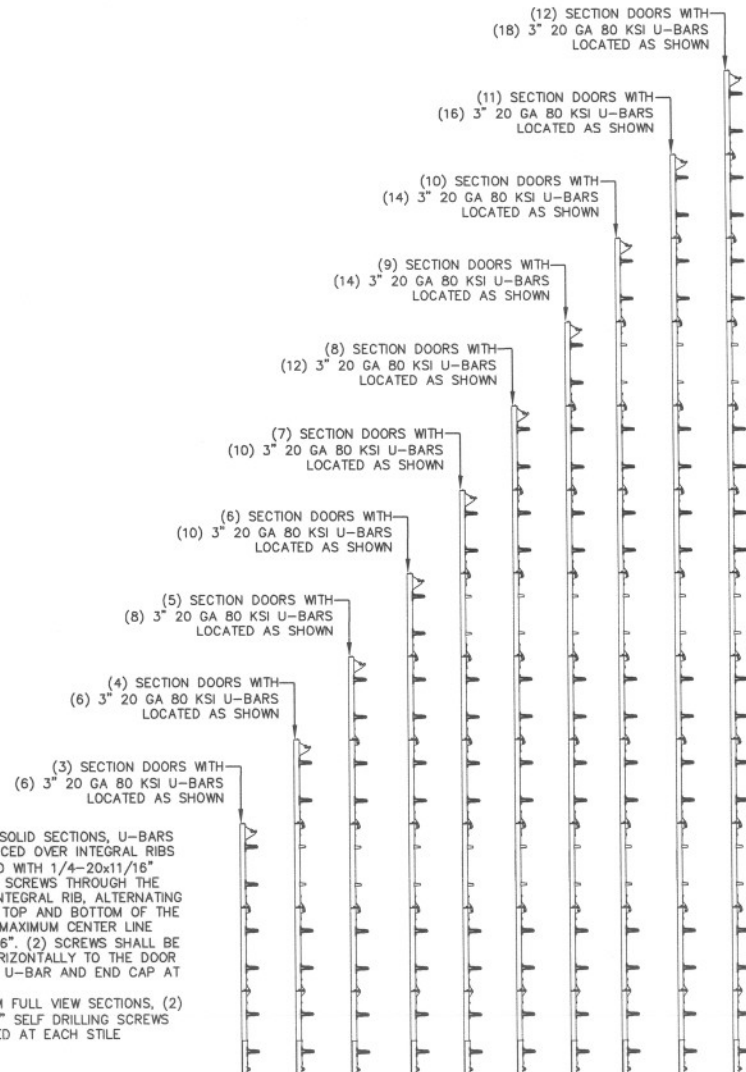 (12) SECTION DOORS WITH
(18) 3" 20 GA 80 KSI U-BARS
LOCATED AS SHOWN
(11) SECTION DOORS WITH
(16) 3" 20 GA 80 KSI U-BARS
LOCATED AS SHOWN
(10) SECTION DOORS WITH
(14) 3" 20 GA 80 KSI U-BARS
LOCATED AS SHOWN
(9) SECTION DOORS WITH
(14) 3" 20 GA 80 KSI U-BARS
LOCATED AS SHOWN
(8) SECTION DOORS WITH
(12) 3" 20 GA 80 KSI U-BARS
LOCATED AS SHOWN
(7) SECTION DOORS WITH
(10) 3" 20 GA 80 KSI U-BARS
LOCATED AS SHOWN
(6) SECTION DOORS WITH
(10) 3" 20 GA 80 KSI U-BARS
LOCATED AS SHOWN
(5) SECTION DOORS WITH
(8) 3" 20 GA 80 KSI U-BARS
LOCATED AS SHOWN
(4) SECTION DOORS WITH
(6) 3" 20 GA 80 KSI U-BARS
LOCATED AS SHOWN
(3) SECTION DOORS WITH
(6) 3" 20 GA 80 KSI U-BARS
LOCATED AS SHOWN
SOLID SECTIONS, U-BARS
CED OVER INTEGRAL RIBS
D WITH 1/4-20x11/16"
SCREWS THROUGH THE
NTEGRAL RIB, ALTERNATING
TOP AND BOTTOM OF THE
MAXIMUM CENTER LINE
6". (2) SCREWS SHALL BE
RIZONTALLY TO THE DOOR
U-BAR AND END CAP AT
M FULL VIEW SECTIONS, (2)
" SELF DRILLING SCREWS
ED AT EACH STILE